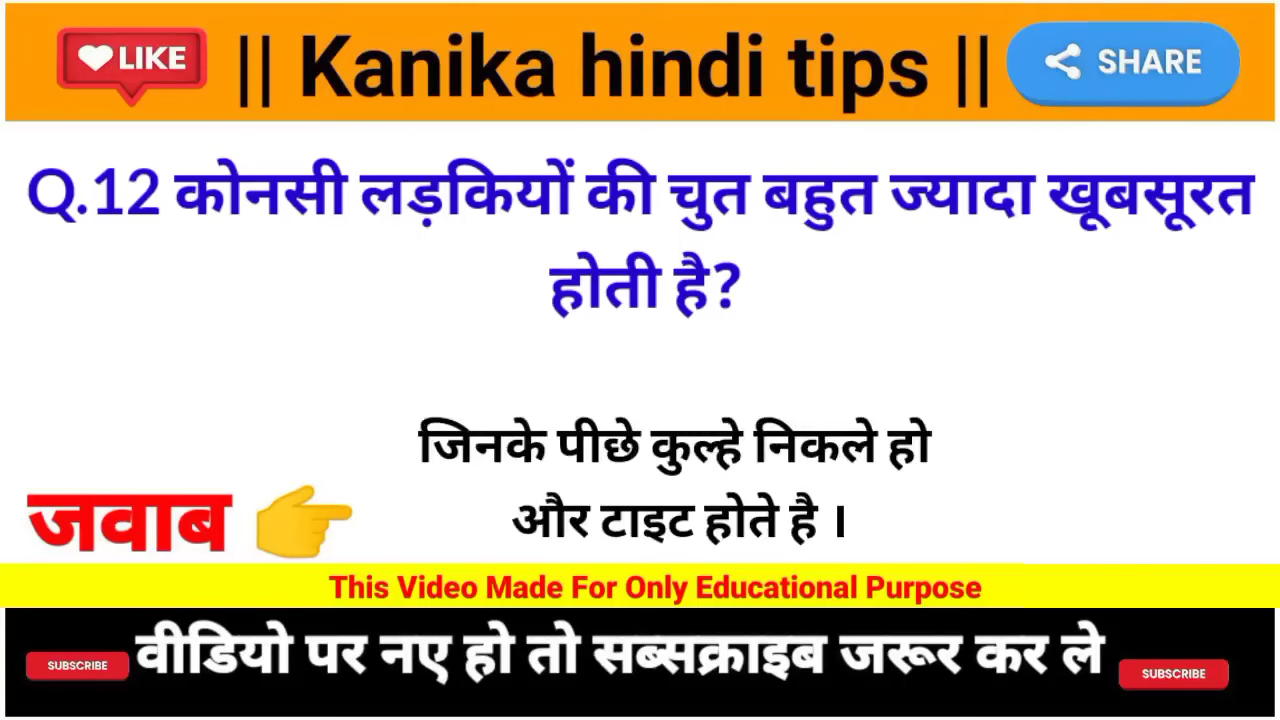 LIKE || Kanika hindi tips || SHARE
Q.12 कोनसी लड़कियों की चुत बहुत ज्यादा खूबसूरत
होती है?
जिनके पीछे कुल्हे निकले हो
और टाइट होते है ।
जवाब
This Video Made For Only Educational Purpose
SUBSCRIBE वीडियो पर नए हो तो सब्सक्राइब जरूर कर ले SUBSCRIBE